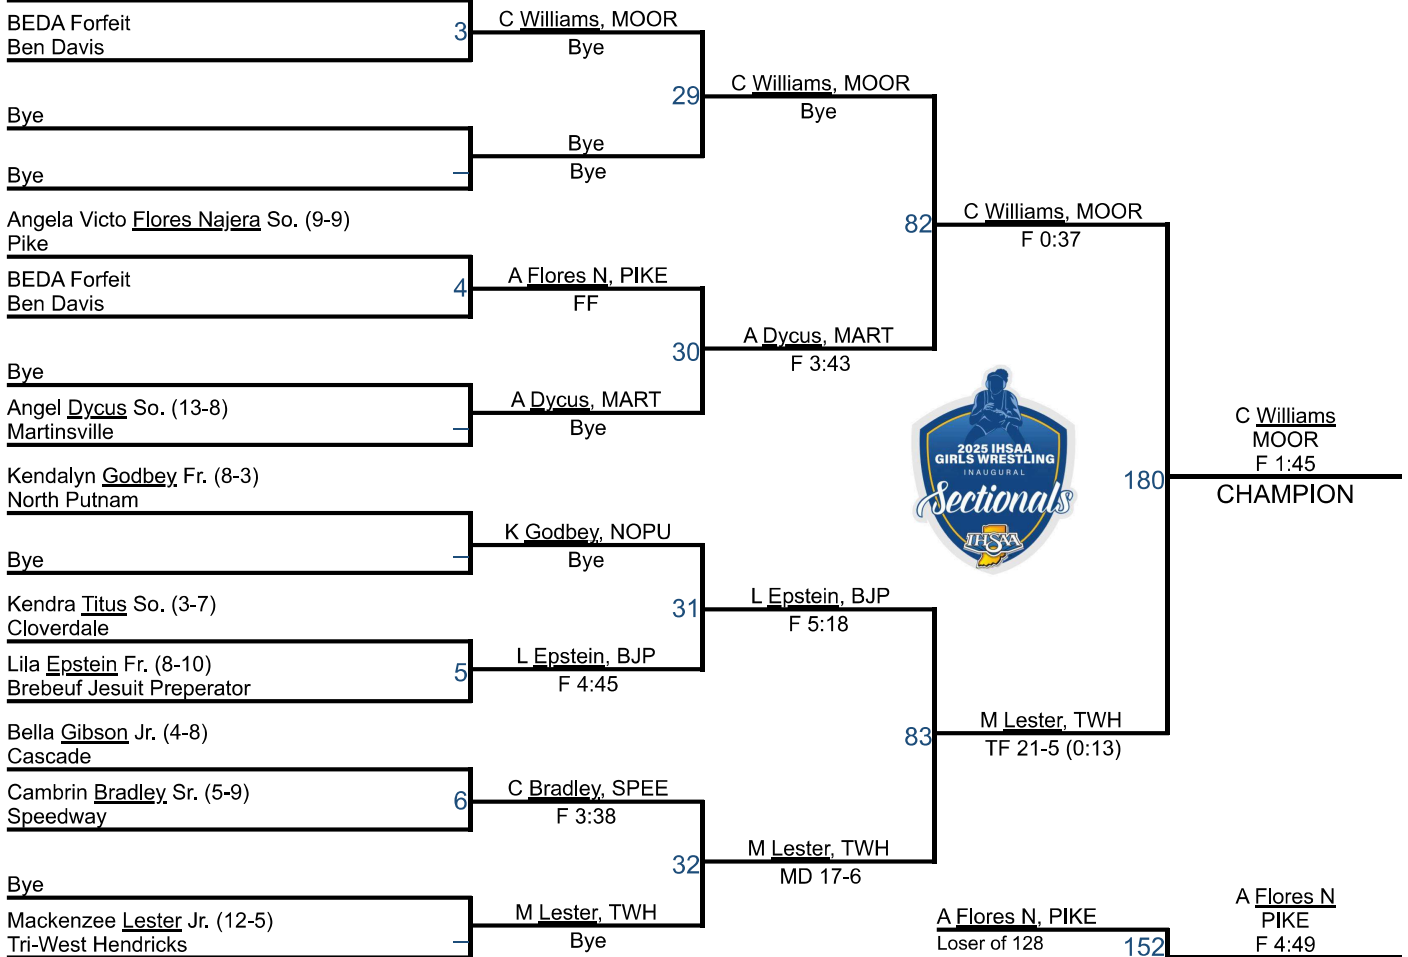 BEDA Forfeit
Ben Davis
3
C Williams, MOOR
Bye
Bye
Bye
29
C Williams, MOOR
Bye
Bye
Bye
Angela Victo Flores Najera So. (9-9)
Pike
BEDA Forfeit
Ben Davis
4
A Flores N, PIKE
FF
82
C Williams, MOOR
F 0:37
30
A Dycus, MART
F 3:43
Bye
Angel Dycus So. (13-8)
Martinsville
A Dycus, MART
Bye
2025 IHSAA
GIRLS WRESTLING
INAUGURAL
Sectionals
IHSAA
180
C Williams
MOOR
F 1:45
CHAMPION
Kendalyn Godbey Fr. (8-3)
North Putnam
Bye
K Godbey, NOPU
Bye
31
L Epstein, BJP
F 5:18
Kendra Titus So. (3-7)
Cloverdale
Lila Epstein Fr. (8-10)
Brebeuf Jesuit Preperator
5
L Epstein, BJP
F 4:45
83
M Lester, TWH
TF 21-5 (0:13)
Bella Gibson Jr. (4-8)
Cascade
Cambrin Bradley Sr. (5-9)
Speedway
6
C Bradley, SPEE
F 3:38
32
M Lester, TWH
MD 17-6
Bye
Mackenzee Lester Jr. (12-5)
Tri-West Hendricks
M Lester, TWH
Bye
A Flores N, PIKE
Loser of 128
152
A Flores N
PIKE
F 4:49